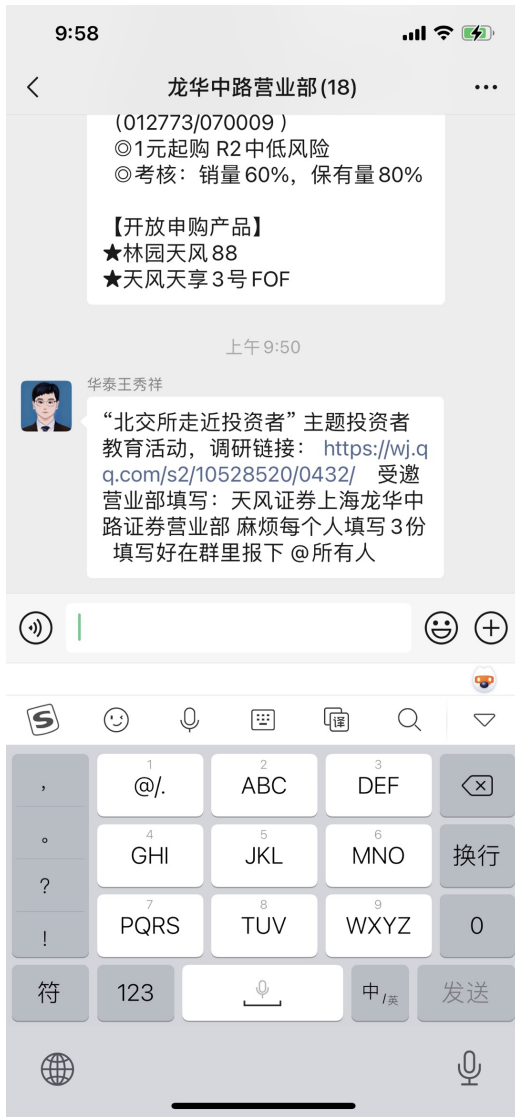 9:58
龙华中路营业部(18)
（012773/070009 ）
◎1元起购 R2中低风险
◎考核：销量60%，保有量80%
【开放申购产品】
★林园天风88
★天风天享3号FOF
上午9:50
华泰王秀祥
“北交所走近投资者” 主题投资者
教育活动，调研链接： https://wj.q
q.com/s2/10528520/0432/ 受邀
营业部填写：天风证券上海龙华中
路证券营业部 麻烦每个人填写3份
填写好在群里报下 @所有人
S
译
，
1
@/.
2
ABC
3
DEF
。
4
GHI
5
JKL
6
MNO
换行
？
！
7
PQRS
8
TUV
9
WXYZ
0
符
123
中/英
发送